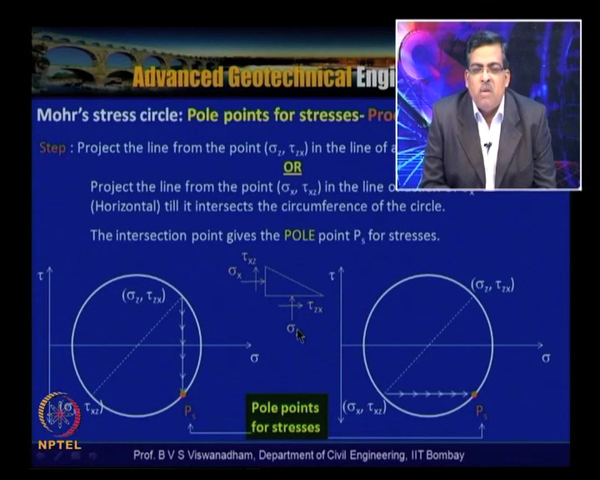 Advanced Geotechnical
Mohr's stress circle: Pole points for stresses-
Step : Project the line from the point (σz, τzx) in the line of
OR
Project the line from the point (σx, τxz) in the line
(Horizontal) till it intersects the circumference of the circle.
The intersection point gives the POLE point Ps for stresses.
τ
(σz, τzx)
σ
τxz)
Ps
τxz
σx
τzx
σ
τ
(σz, τzx)
σ
(σx, τxz)
Ps
Pole points
for stresses
NPTEL
Prof. B V S Viswanadham, Department of Civil Engineering, IIT Bombay